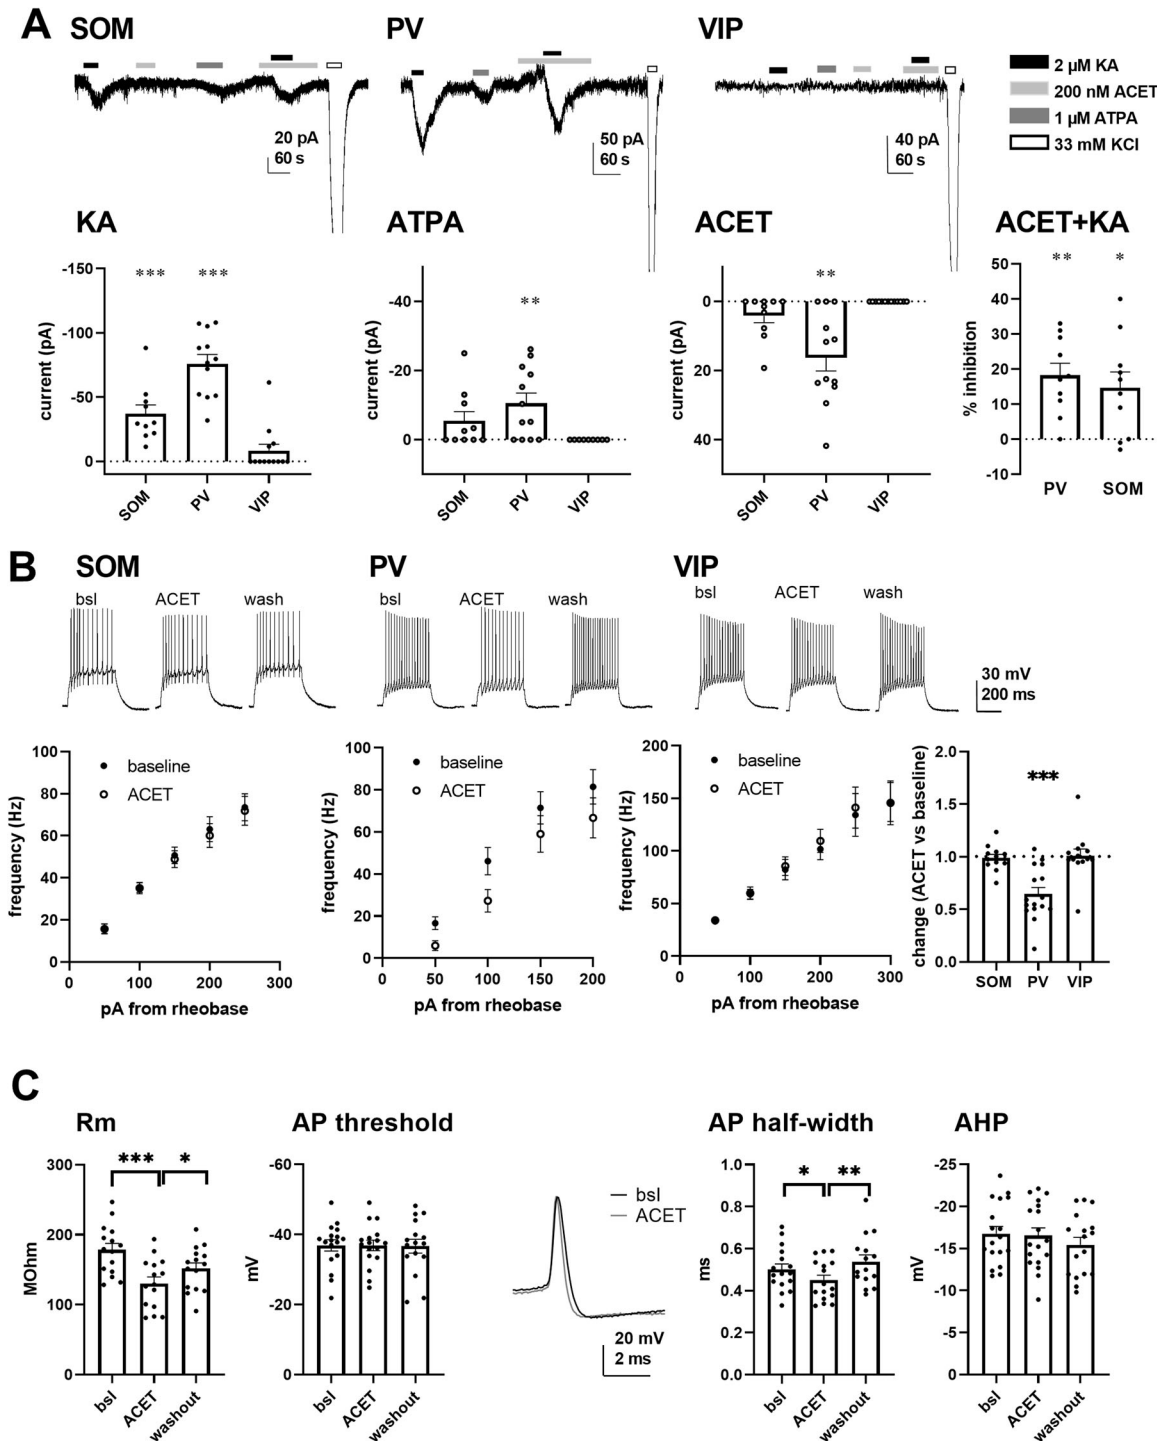 A
SOM
PV
VIP
2 µM KA
200 nM ACET
1 µM ATPA
33 mM KCl
20 pA
60 s
50 pA
60 s
40 pA
60 s
KA
ATPA
ACET
ACET+KA
*** ***
**
**
** *
current (pA)
-150
-100
-50
0
SOM
PV
VIP
current (pA)
-40
-20
0
SOM
PV
VIP
current (pA)
0
20
40
SOM
PV
VIP
% inhibition
50
40
30
20
10
0
-10
PV
SOM
B
SOM
PV
VIP
bsl
ACET
wash
bsl
ACET
wash
bsl
ACET
wash
30 mV
200 ms
frequency (Hz)
100
80
60
40
20
0
baseline
ACET
0 100 200 300
pA from rheobase
frequency (Hz)
100
80
60
40
20
0
baseline
ACET
0 50 100 150 200
pA from rheobase
frequency (Hz)
200
150
100
50
0
baseline
ACET
0 100 200 300
pA from rheobase
change (ACET vs baseline)
2.0
1.5
1.0
0.5
0.0
***
SOM PV VIP
C
Rm
AP threshold
AP half-width
AHP
MOhm
300
200
100
0
*** *
bsl
ACET
washout
mV
-60
-40
-20
0
bsl
ACET
washout
bsl
ACET
20 mV
2 ms
ms
1.0
0.8
0.6
0.4
0.2
0.0
* **
bsl
ACET
washout
mV
-25
-20
-15
-10
-5
0
bsl
ACET
washout